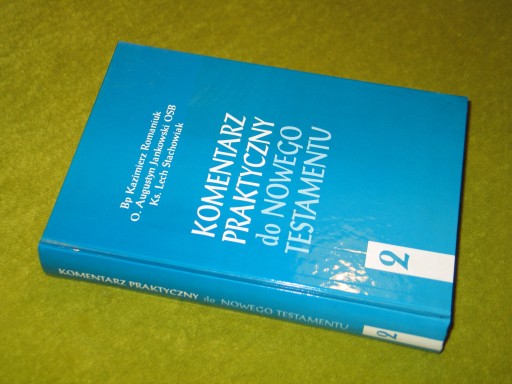 Bp Kazimierz Romaniuk
O. Augustyn Jankowski OSB
Ks. Lech Stachowiak
KOMENTARZ
PRAKTYCZNY
do NOWEGO
TESTAMENTU
2
KOMENTARZ PRAKTYCZNY do NOWEGO TESTAMENTU
2